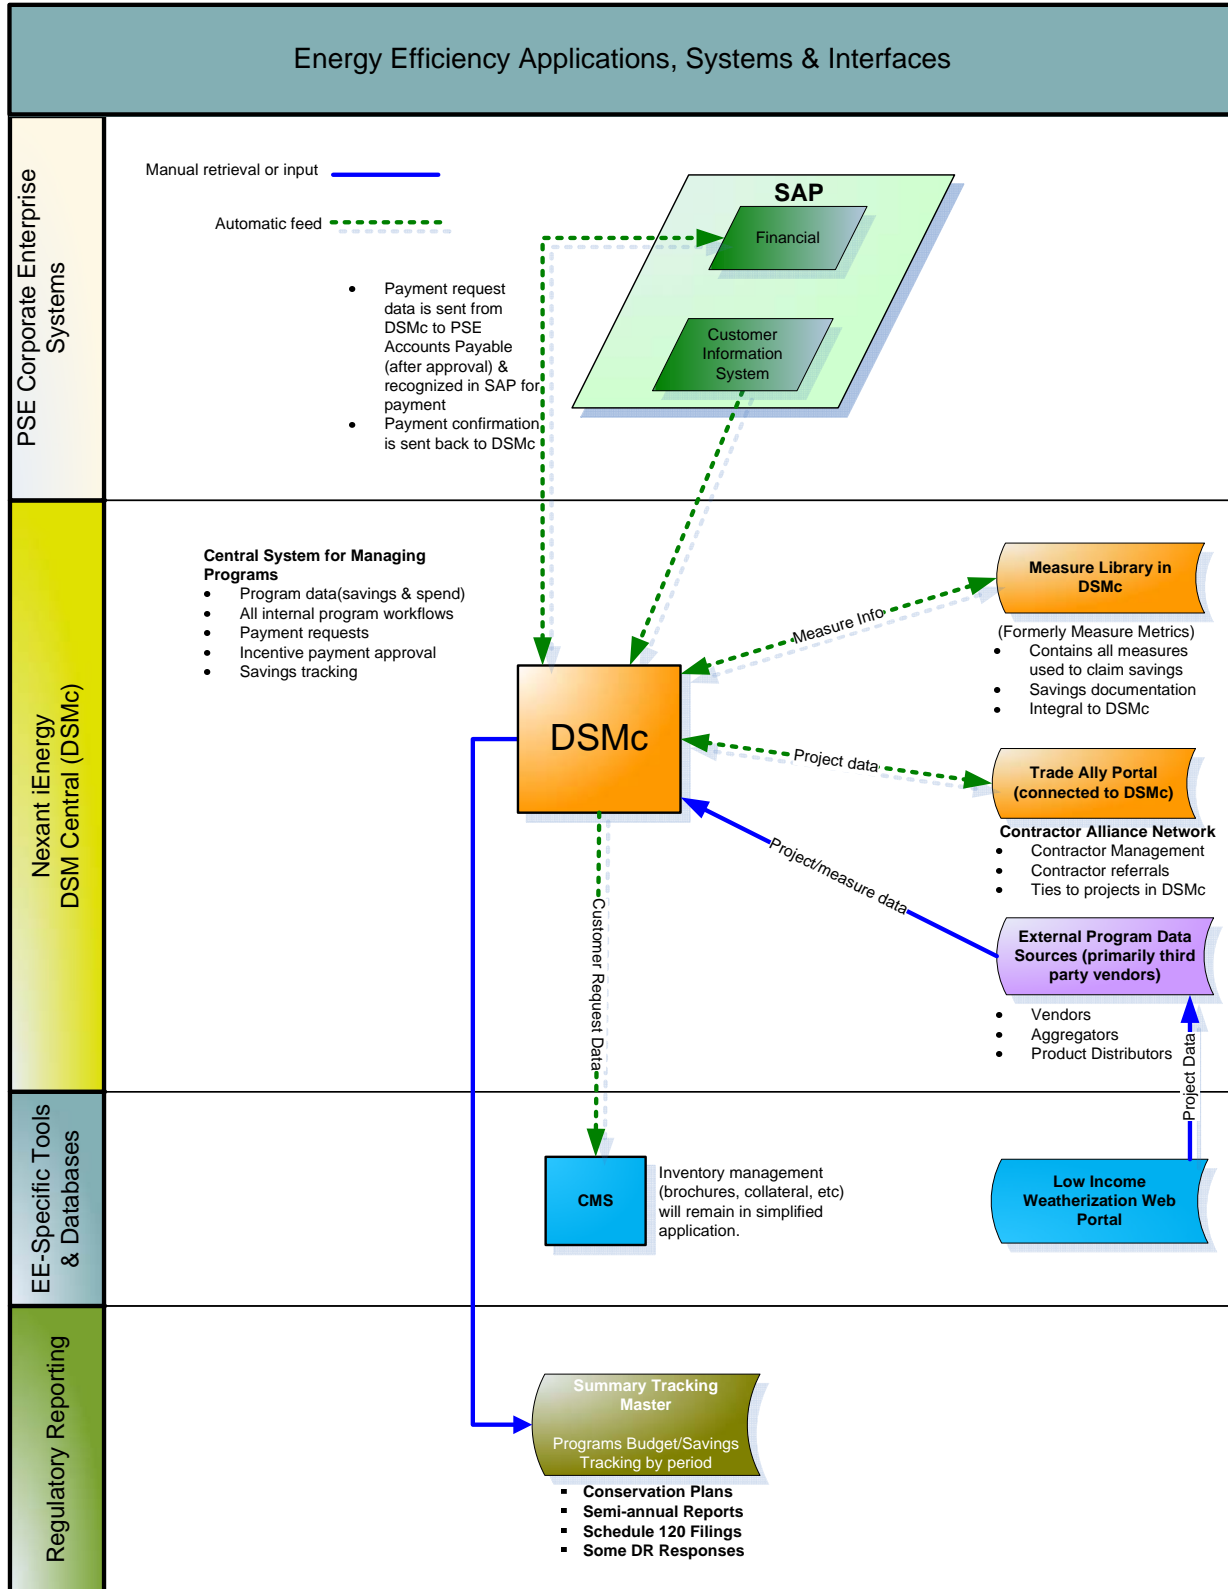 Energy Efficiency Applications, Systems & Interfaces
PSE Corporate Enterprise
Systems
Manual retrieval or input
Automatic feed
• Payment request
data is sent from
DSMc to PSE
Accounts Payable
(after approval) &
recognized in SAP for
payment
• Payment confirmation
is sent back to DSMc
SAP
Financial
Customer
Information
System
Nexant iEnergy
DSM Central (DSMc)
Central System for Managing
Programs
• Program data(savings & spend)
• All internal program workflows
• Payment requests
• Incentive payment approval
• Savings tracking
DSMc
Measure Info
Measure Library in
DSMc
(Formerly Measure Metrics)
• Contains all measures
used to claim savings
• Savings documentation
• Integral to DSMc
Project data
Trade Ally Portal
(connected to DSMc)
Contractor Alliance Network
• Contractor Management
• Contractor referrals
• Ties to projects in DSMc
Project/measure data
External Program Data
Sources (primarily third
party vendors)
• Vendors
• Aggregators
• Product Distributors
Customer Request Data
Project Data
EE-Specific Tools
& Databases
CMS
Inventory management
(brochures, collateral, etc)
will remain in simplified
application.
Low Income
Weatherization Web
Portal
Regulatory Reporting
Summary Tracking
Master
Programs Budget/Savings
Tracking by period
▪ Conservation Plans
▪ Semi-annual Reports
▪ Schedule 120 Filings
▪ Some DR Responses